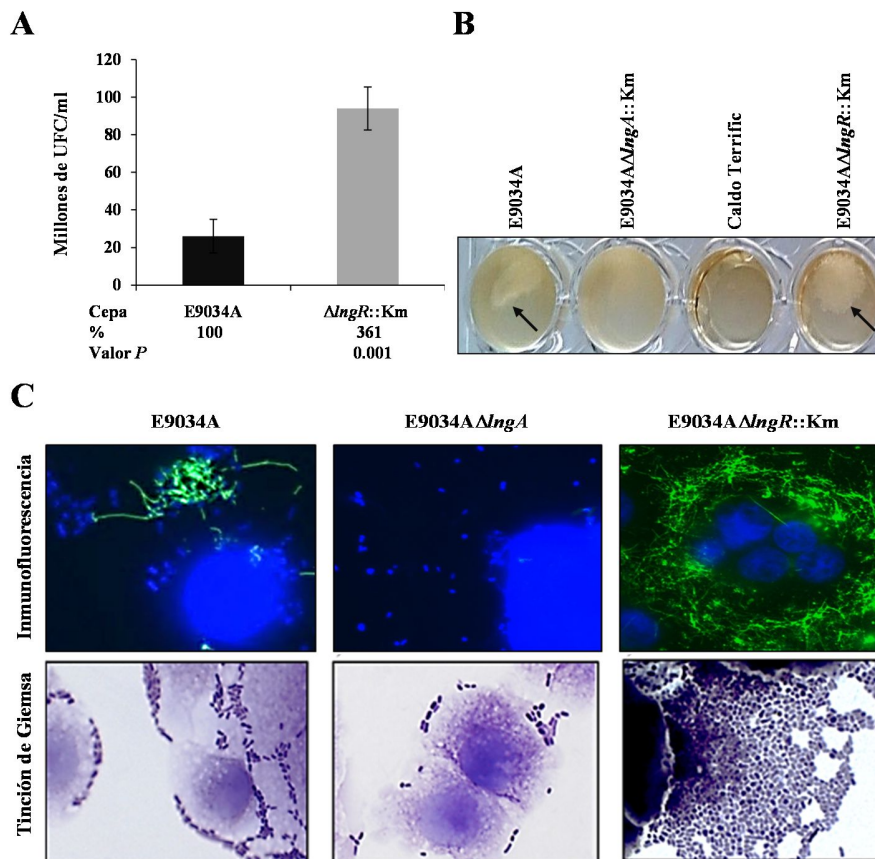 A
Millones de UFC/ml
120
100
80
60
40
20
0
Cepa E9034A ΔlngR::Km
% 100 361
Valor P 0.001
B
E9034A
E9034AΔlngA::Km
Caldo Terrific
E9034AΔlngR::Km
C
E9034A E9034AΔlngA E9034AΔlngR::Km
Inmunofluorescencia
Tinción de Giemsa